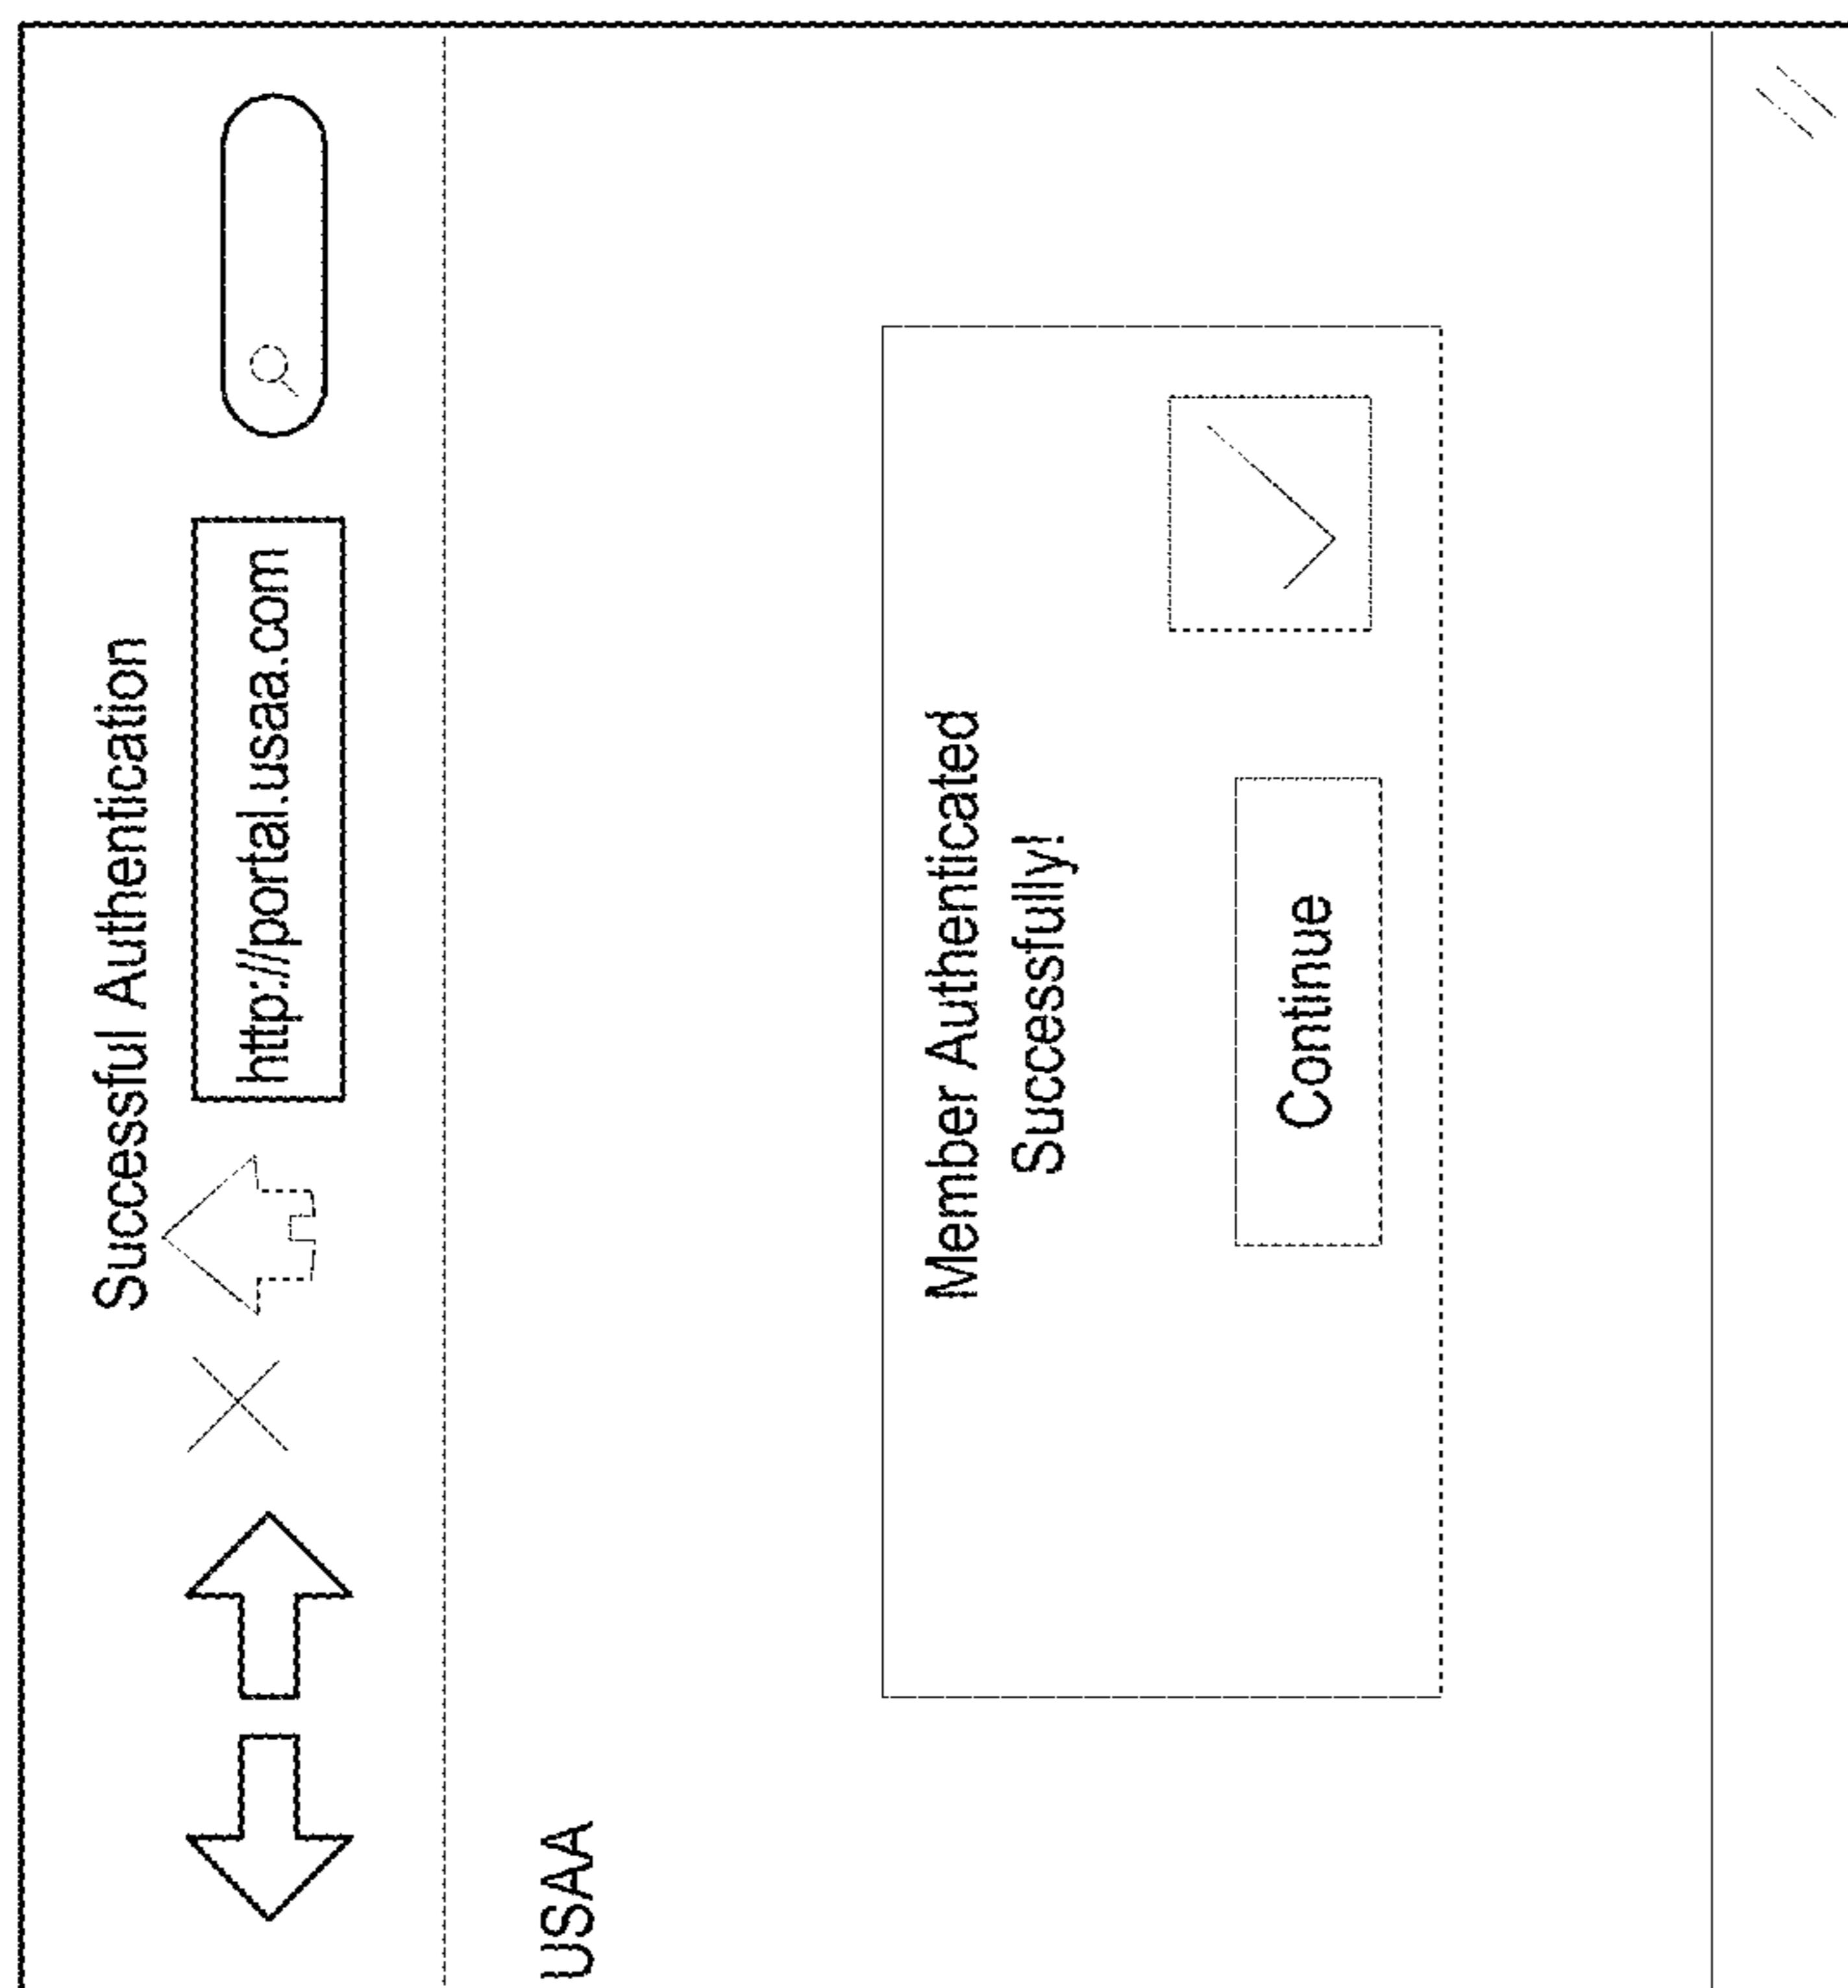 Successful Authentication
http://portal.usaa.com
USAA
Member Authenticated
Successfully!
Continue